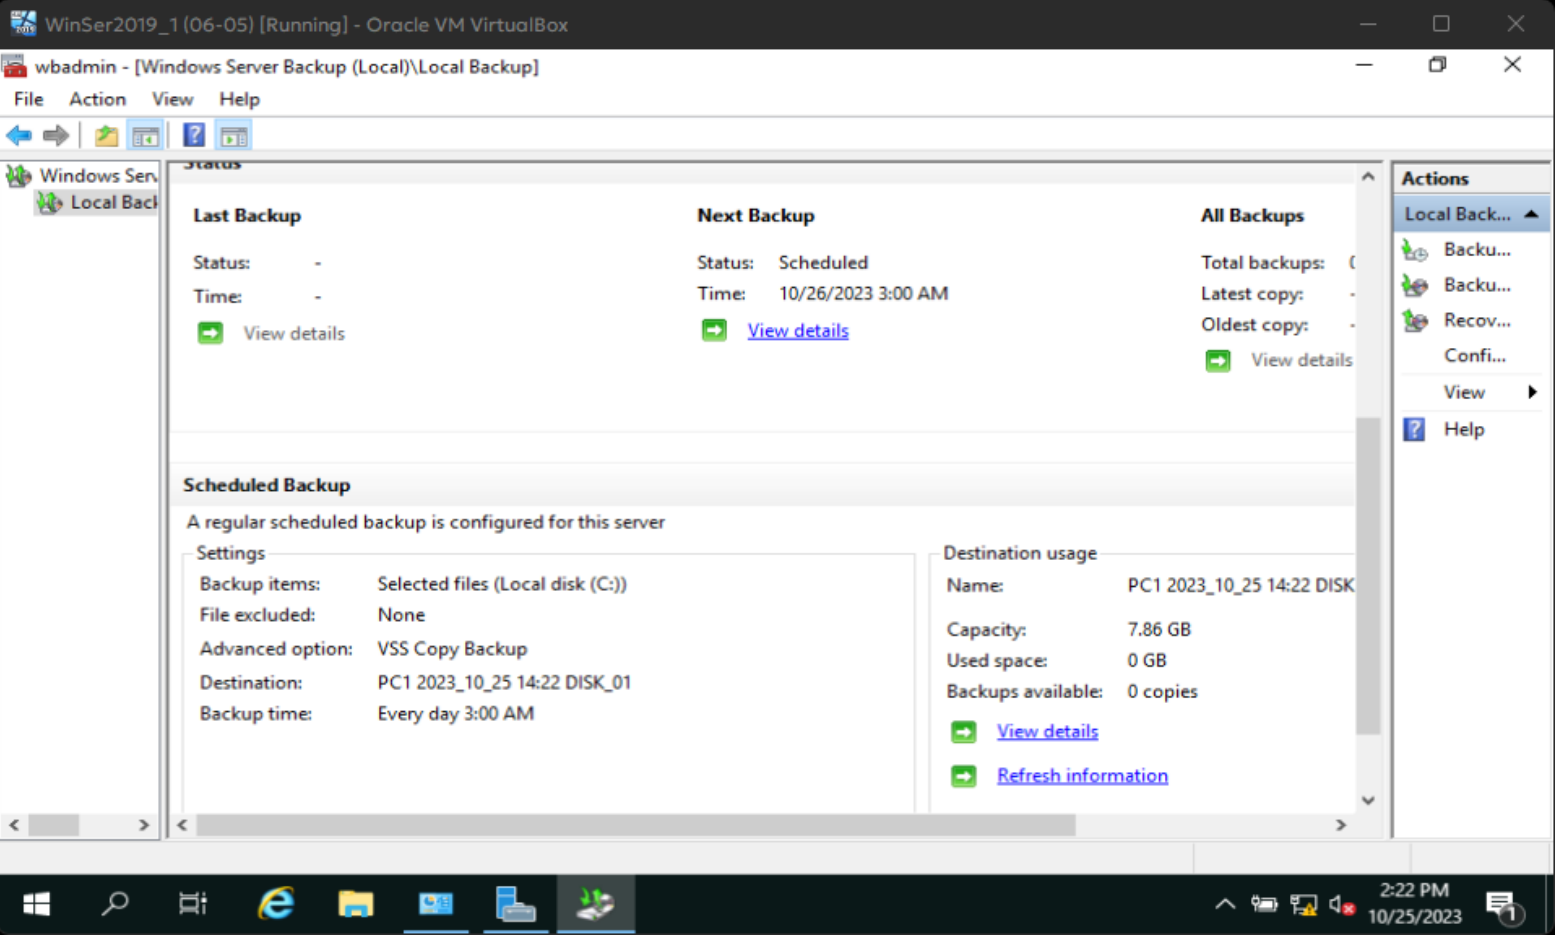 WinSer2019_1 (06-05) [Running] - Oracle VM VirtualBox
wbadmin - [Windows Server Backup (Local)\Local Backup]
File Action View Help
Windows Serv
Local Back
Status
Last Backup
Status: -
Time: -
View details
Next Backup
Status: Scheduled
Time: 10/26/2023 3:00 AM
View details
All Backups
Total backups:
Latest copy: -
Oldest copy: -
View details
Scheduled Backup
A regular scheduled backup is configured for this server
Settings
Backup items: Selected files (Local disk (C:))
File excluded: None
Advanced option: VSS Copy Backup
Destination: PC1 2023_10_25 14:22 DISK_01
Backup time: Every day 3:00 AM
Destination usage
Name: PC1 2023_10_25 14:22 DISK
Capacity: 7.86 GB
Used space: 0 GB
Backups available: 0 copies
View details
Refresh information
Actions
Local Back...
Backu...
Backu...
Recov...
Confi...
View
Help
2:22 PM
10/25/2023
1